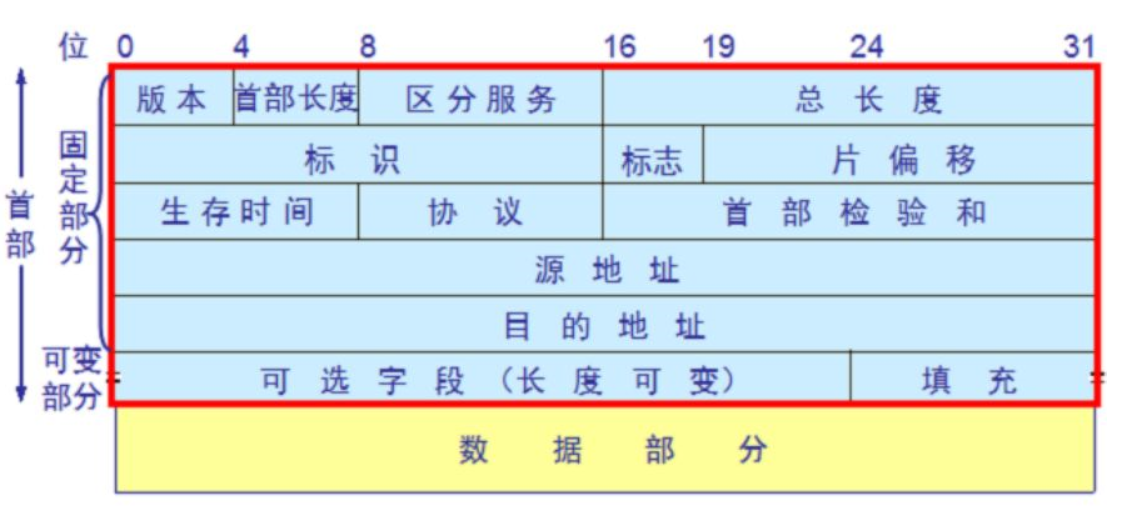 位 0 4 8 16 19 24 31
版本 首部长度 区分服务 总长度
标识 标志 片偏移
生存时间 协议 首部检验和
源地址
目的地址
可选字段（长度可变） 填充
数据部分
首部
固定部分
可变部分